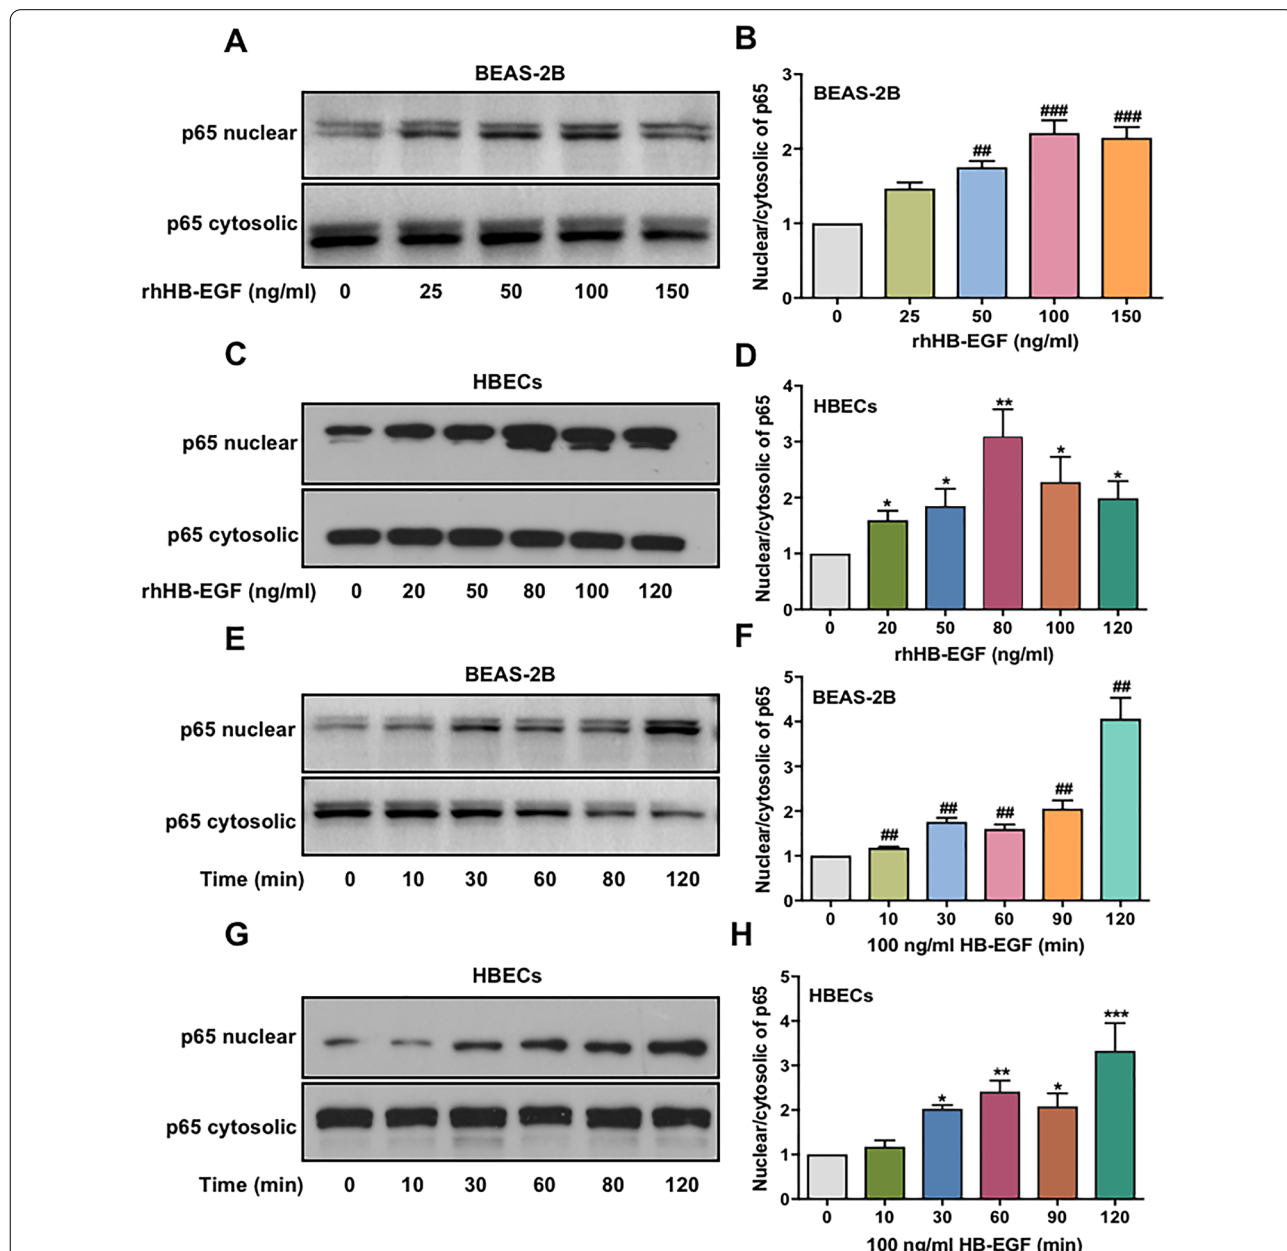 A
BEAS-2B
p65 nuclear
p65 cytosolic
rhHB-EGF (ng/ml) 0 25 50 100 150
B
BEAS-2B
Nuclear/cytosolic of p65
3
2
1
0
## ### ###
0 25 50 100 150
rhHB-EGF (ng/ml)
C
HBECs
p65 nuclear
p65 cytosolic
rhHB-EGF (ng/ml) 0 20 50 80 100 120
D
HBECs
Nuclear/cytosolic of p65
4
3
2
1
0
* * ** * *
0 20 50 80 100 120
rhHB-EGF (ng/ml)
E
BEAS-2B
p65 nuclear
p65 cytosolic
Time (min) 0 10 30 60 80 120
F
BEAS-2B
Nuclear/cytosolic of p65
5
4
3
2
1
0
## ## ## ## ##
0 10 30 60 90 120
100 ng/ml HB-EGF (min)
G
HBECs
p65 nuclear
p65 cytosolic
Time (min) 0 10 30 60 80 120
H
HBECs
Nuclear/cytosolic of p65
5
4
3
2
1
0
* ** * ***
0 10 30 60 90 120
100 ng/ml HB-EGF (min)